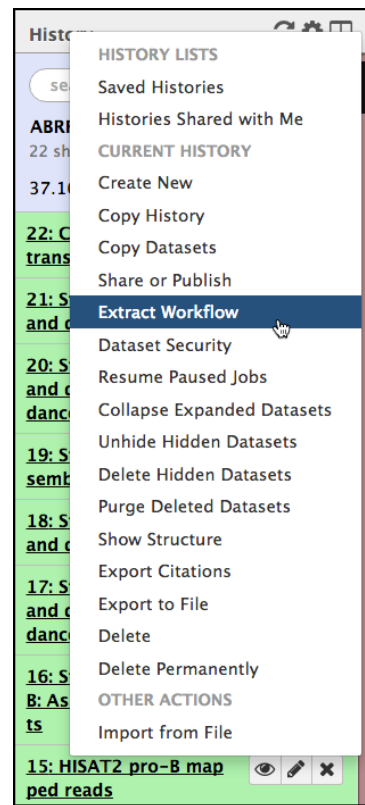 History
HISTORY LISTS
Saved Histories
Histories Shared with Me
22 sh
CURRENT HISTORY
37.1
Create New
Copy History
22: C
Copy Datasets
trans
Share or Publish
21: S
Extract Workflow
and
Dataset Security
20: S
Resume Paused Jobs
and
Collapse Expanded Datasets
danc
Unhide Hidden Datasets
19: S
Delete Hidden Datasets
semb
Purge Deleted Datasets
18: S
Show Structure
and
Export Citations
17: S
Export to File
and
Delete
danc
Delete Permanently
16: S
OTHER ACTIONS
B: As
Import from File
ts
15: HISAT2 pro-B map
ped reads